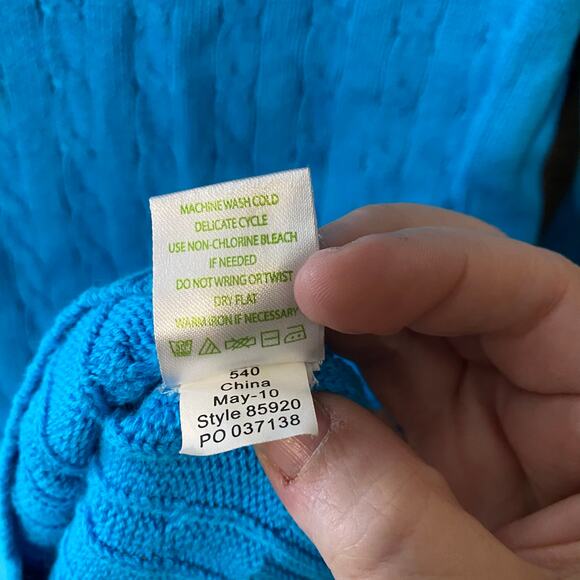 MACHINE WASH COLD
DELICATE CYCLE
USE NON-CHLORINE BLEACH
IF NEEDED
DO NOT WRING OR TWIST
DRY FLAT
WARM IRON IF NECESSARY
540
China
May-10
Style 85920
PO 037138